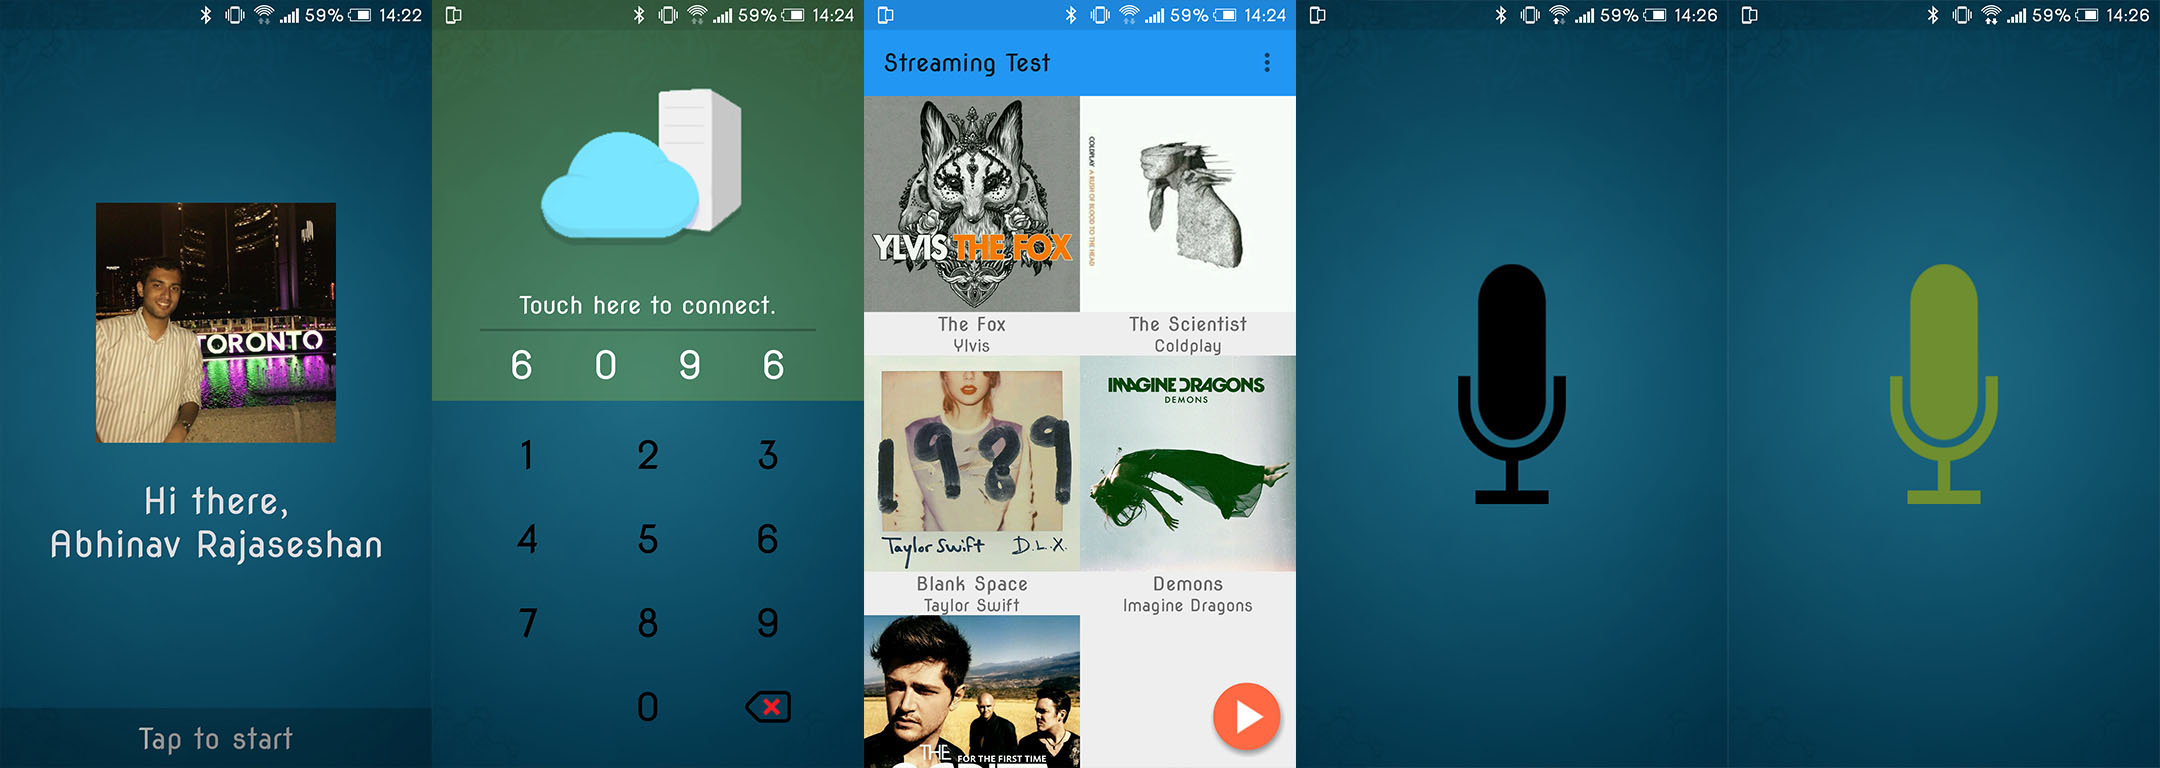 59% 14:22
TORONTO
Hi there,
Abhinav Rajaseshan
Tap to start
59% 14:24
Touch here to connect.
6 0 9 6
1 2 3
4 5 6
7 8 9
0
59% 14:24
Streaming Test
YLVIS THE FOX
The Fox
Ylvis
COLDPLAY A RUSH OF BLOOD TO THE HEAD
The Scientist
Coldplay
1989
Taylor Swift D.L.X.
Blank Space
Taylor Swift
IMAGINE DRAGONS
DEMONS
Demons
Imagine Dragons
THE
FOR THE FIRST TIME
59% 14:26
59% 14:26